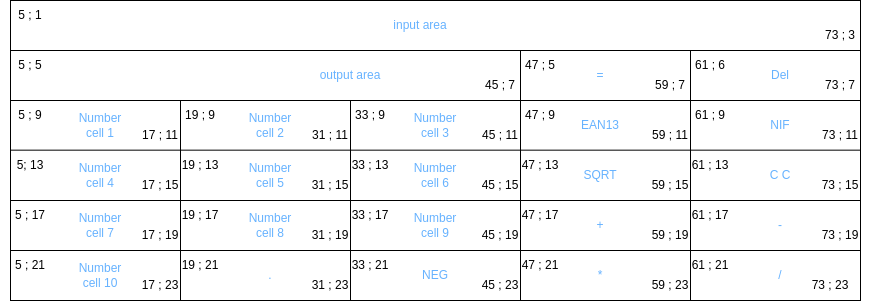 5 ; 1
input area
73 ; 3
5 ; 5
output area
45 ; 7
47 ; 5
=
59 ; 7
61 ; 6
Del
73 ; 7
5 ; 9
Number
cell 1
17 ; 11
19 ; 9
Number
cell 2
31 ; 11
33 ; 9
Number
cell 3
45 ; 11
47 ; 9
EAN13
59 ; 11
61 ; 9
NIF
73 ; 11
5; 13
Number
cell 4
17 ; 15
19 ; 13
Number
cell 5
31 ; 15
33 ; 13
Number
cell 6
45 ; 15
47 ; 13
SQRT
59 ; 15
61 ; 13
C C
73 ; 15
5 ; 17
Number
cell 7
17 ; 19
19 ; 17
Number
cell 8
31 ; 19
33 ; 17
Number
cell 9
45 ; 19
47 ; 17
+
59 ; 19
61 ; 17
-
73 ; 19
5 ; 21
Number
cell 10
17 ; 23
19 ; 21
.
31 ; 23
33 ; 21
NEG
45 ; 23
47 ; 21
*
59 ; 23
61 ; 21
/
73 ; 23